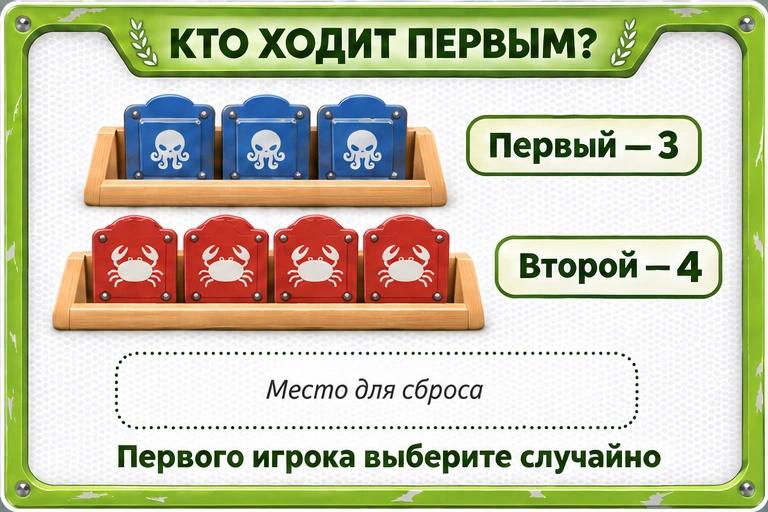 КТО ХОДИТ ПЕРВЫМ?
Первый — 3
Второй — 4
Место для сброса
Первого игрока выберите случайно